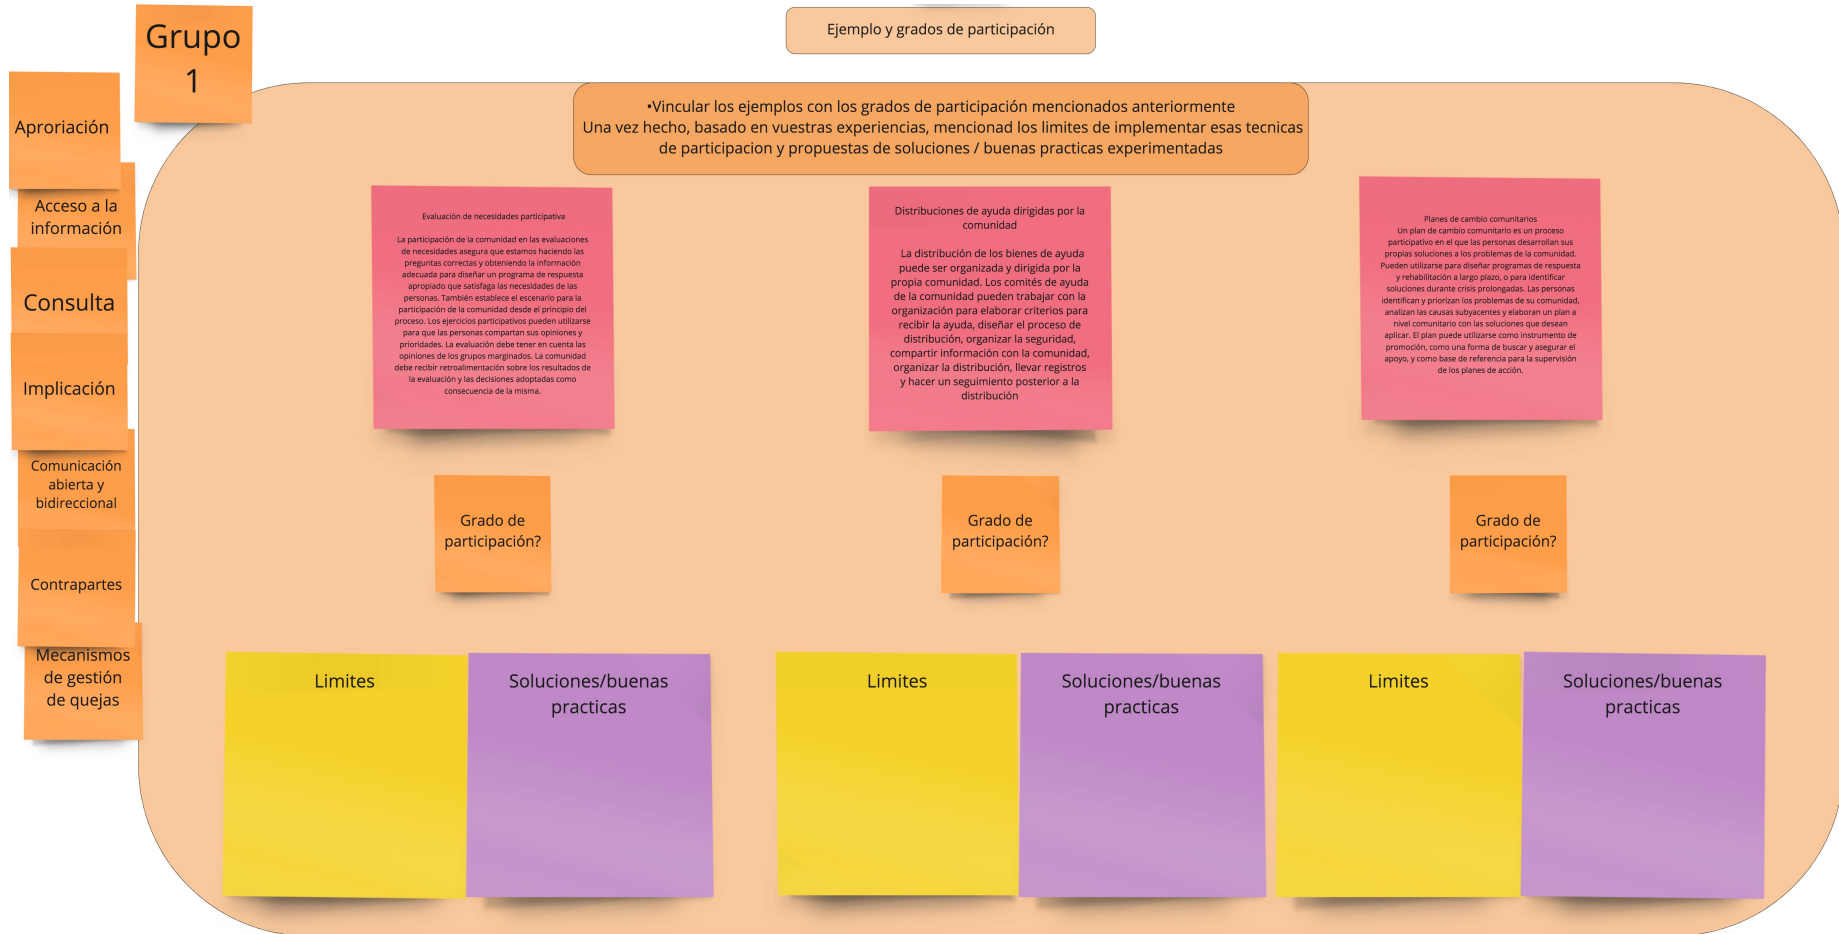 Ejemplo y grados de participación
Grupo
1
Aproriación
Acceso a la
información
Consulta
Implicación
Comunicación
abierta y
bidireccional
Contrapartes
Mecanismos
de gestión
de quejas
•Vincular los ejemplos con los grados de participación mencionados anteriormente
Una vez hecho, basado en vuestras experiencias, mencionad los limites de implementar esas tecnicas
de participacion y propuestas de soluciones / buenas practicas experimentadas
Evaluación de necesidades participativa
La participación de la comunidad en las evaluaciones
de necesidades asegura que estamos haciendo las
preguntas correctas y obteniendo la información
adecuada para diseñar un programa de respuesta
apropiado que satisfaga las necesidades de las
personas. También establece el escenario para la
participación de la comunidad desde el principio del
proceso. Los ejercicios participativos pueden utilizarse
para que las personas compartan sus opiniones y
prioridades. La evaluación debe tener en cuenta las
opiniones de los grupos marginados. La comunidad
debe recibir retroalimentación sobre los resultados de
la evaluación y las decisiones adoptadas como
consecuencia de la misma.
Distribuciones de ayuda dirigidas por la
comunidad
La distribución de los bienes de ayuda
puede ser organizada y dirigida por la
propia comunidad. Los comités de ayuda
de la comunidad pueden trabajar con la
organización para elaborar criterios para
recibir la ayuda, diseñar el proceso de
distribución, organizar la seguridad,
compartir información con la comunidad,
organizar la distribución, llevar registros
y hacer un seguimiento posterior a la
distribución
Planes de cambio comunitarios
Un plan de cambio comunitario es un proceso
participativo en el que las personas desarrollan sus
propias soluciones a los problemas de la comunidad.
Pueden utilizarse para diseñar programas de respuesta
y rehabilitación a largo plazo, o para identificar
soluciones durante crisis prolongadas. Las personas
identifican y priorizan los problemas de su comunidad,
analizan las causas subyacentes y elaboran un plan a
nivel comunitario con las soluciones que desean
aplicar. El plan puede utilizarse como instrumento de
promoción, como una forma de buscar y asegurar el
apoyo, y como base de referencia para la supervisión
de los planes de acción.
Grado de
participación?
Grado de
participación?
Grado de
participación?
Limites
Soluciones/buenas
practicas
Limites
Soluciones/buenas
practicas
Limites
Soluciones/buenas
practicas